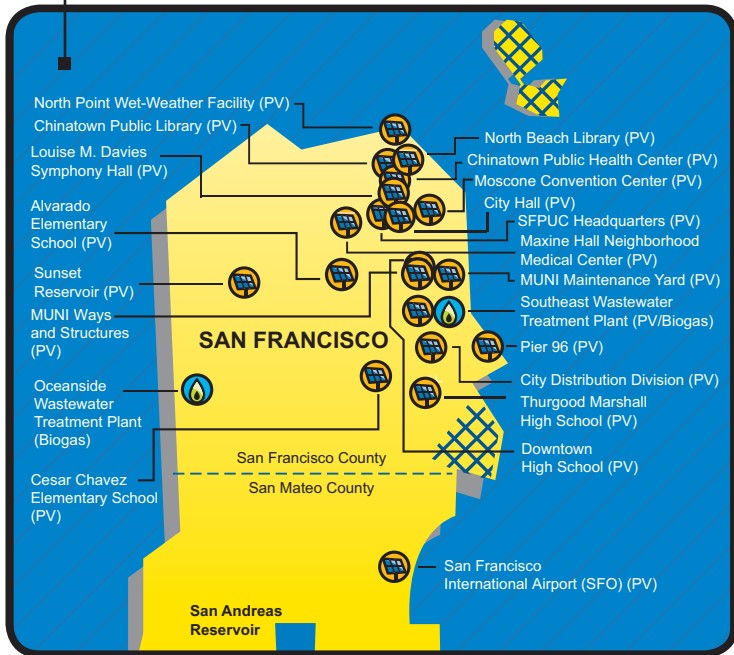 North Point Wet-Weather Facility (PV)
Chinatown Public Library (PV)
Louise M. Davies
Symphony Hall (PV)
Alvarado
Elementary
School (PV)
Sunset
Reservoir (PV)
MUNI Ways
and Structures
(PV)
Oceanside
Wastewater
Treatment Plant
(Biogas)
Cesar Chavez
Elementary School
(PV)
North Beach Library (PV)
Chinatown Public Health Center (PV)
Moscone Convention Center (PV)
City Hall (PV)
SFPUC Headquarters (PV)
Maxine Hall Neighborhood
Medical Center (PV)
MUNI Maintenance Yard (PV)
Southeast Wastewater
Treatment Plant (PV/Biogas)
Pier 96 (PV)
City Distribution Division (PV)
Thurgood Marshall
High School (PV)
Downtown
High School (PV)
SAN FRANCISCO
San Francisco County
San Mateo County
San Francisco
International Airport (SFO) (PV)
San Andreas
Reservoir